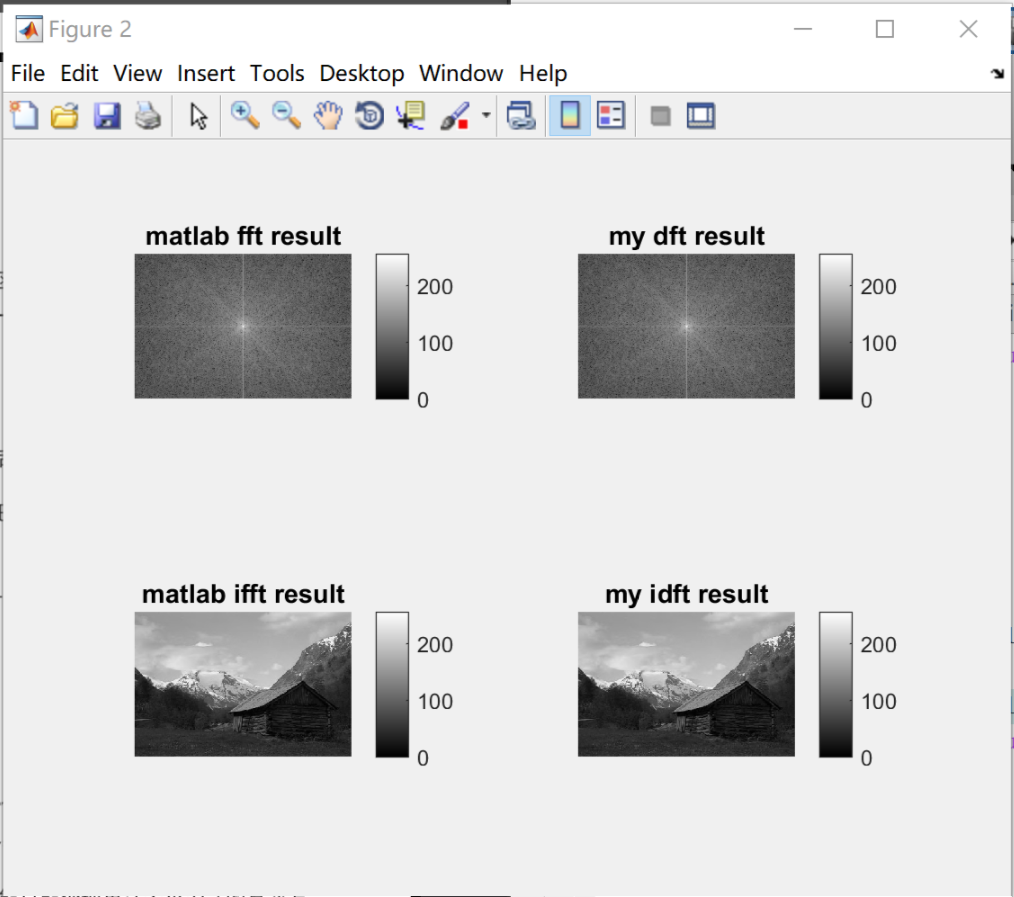 Figure 2
File Edit View Insert Tools Desktop Window Help
matlab fft result
200
100
0
my dft result
200
100
0
matlab ifft result
200
100
0
my idft result
200
100
0